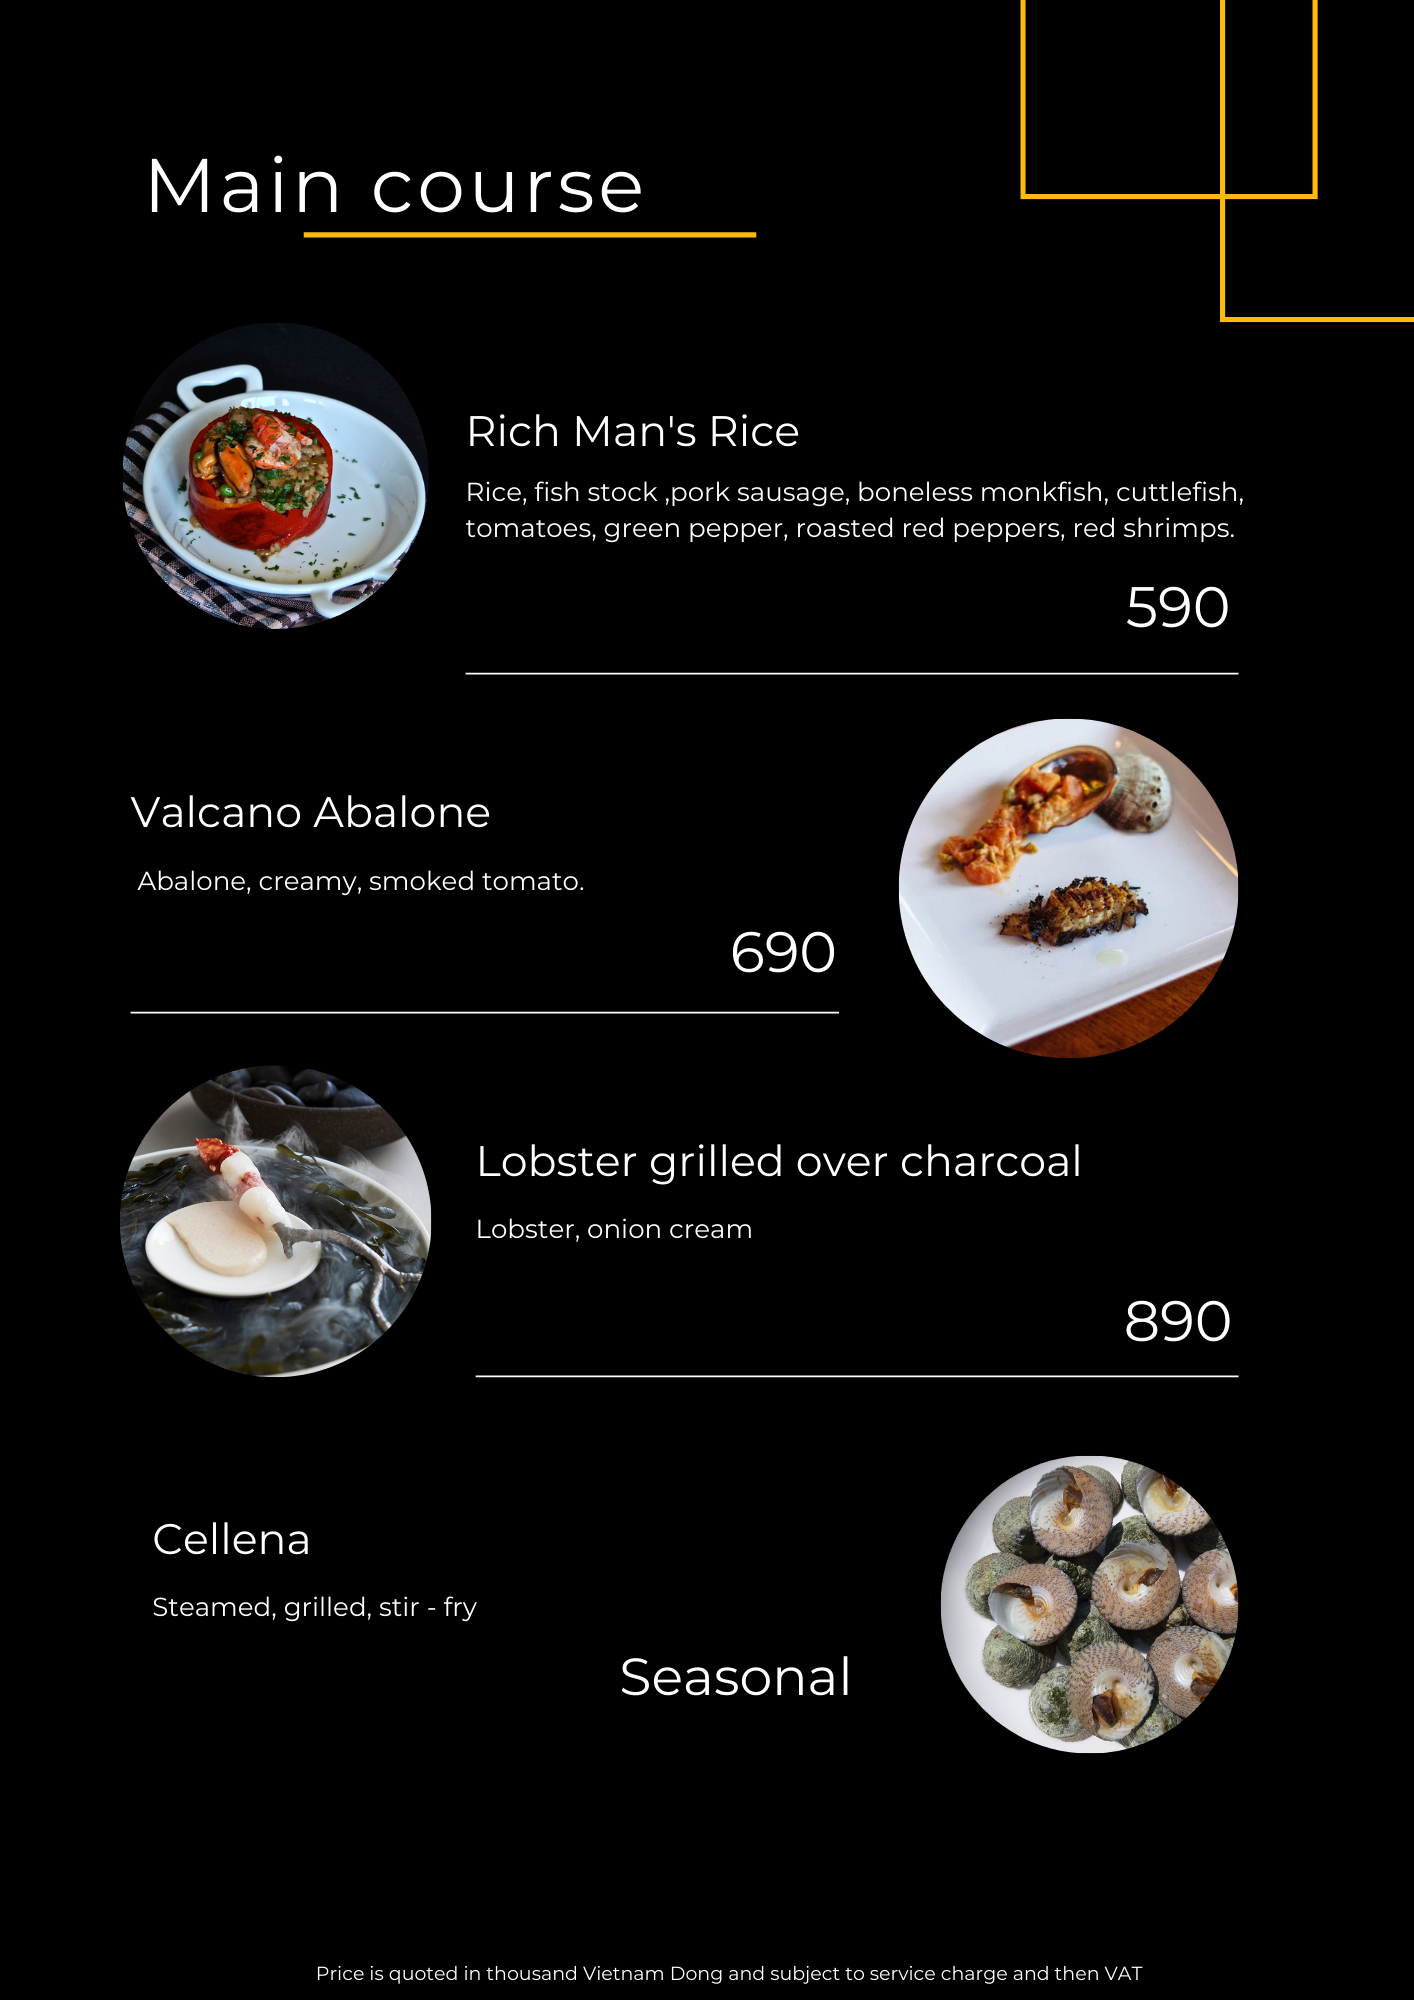 Main course
Rich Man's Rice
Rice, fish stock ,pork sausage, boneless monkfish, cuttlefish,
tomatoes, green pepper, roasted red peppers, red shrimps.
590
Valcano Abalone
Abalone, creamy, smoked tomato.
690
Lobster grilled over charcoal
Lobster, onion cream
890
Cellena
Steamed, grilled, stir - fry
Seasonal
Price is quoted in thousand Vietnam Dong and subject to service charge and then VAT